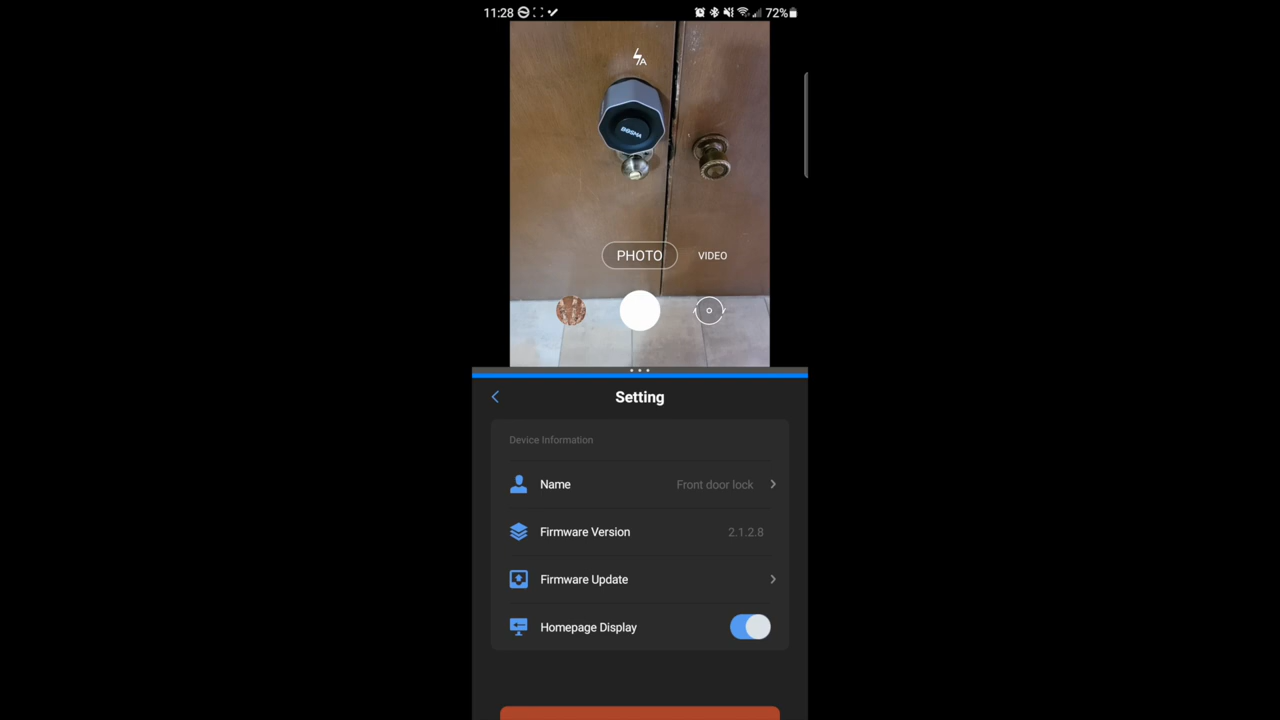 11:28
72%
A
BOSMA
PHOTO
VIDEO
Setting
Device Information
Name
Front door lock
Firmware Version
2.1.2.8
Firmware Update
Homepage Display